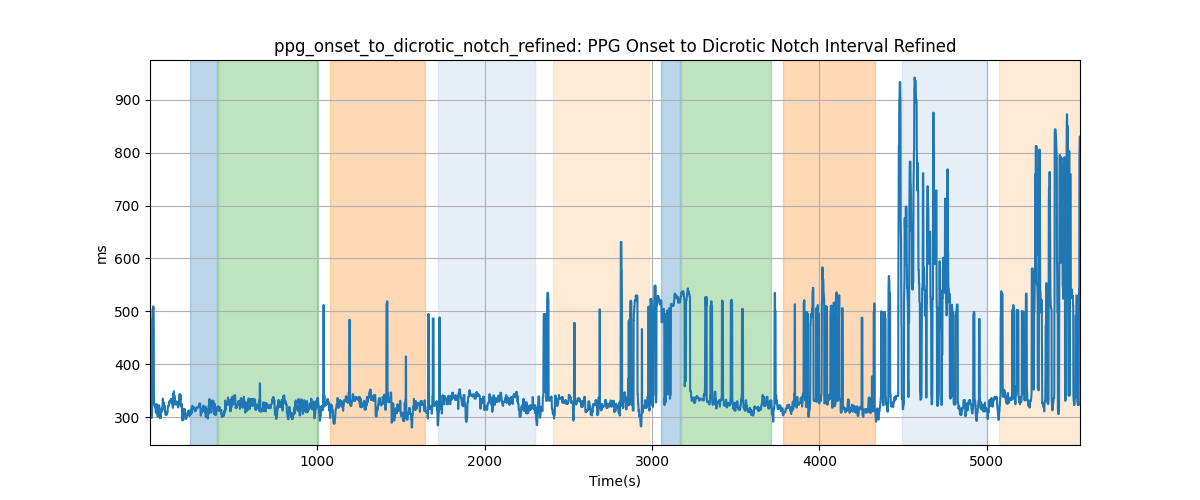 ppg_onset_to_dicrotic_notch_refined: PPG Onset to Dicrotic Notch Interval Refined
900
800
700
600
500
400
300
ms
1000 2000 3000 4000 5000
Time(s)